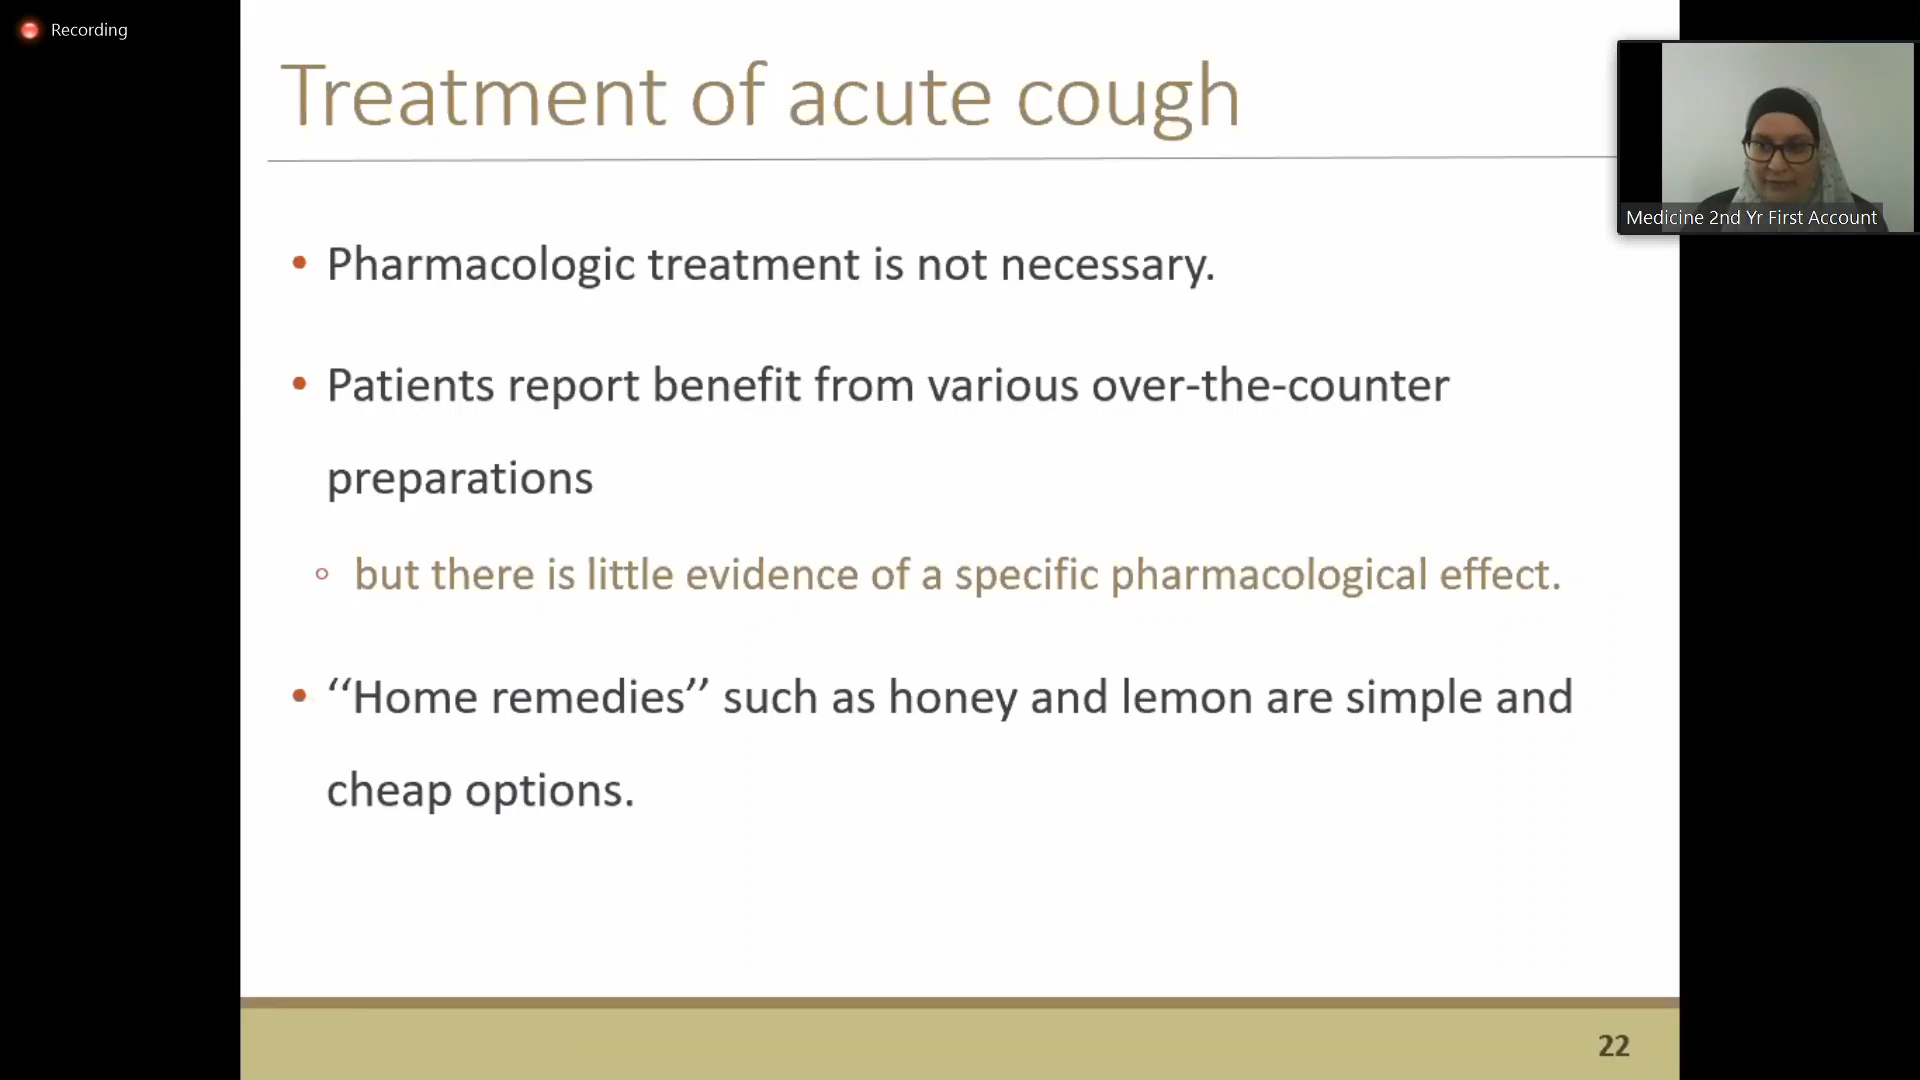 Recording
Treatment of acute cough
Medicine 2nd Yr First Account
• Pharmacologic treatment is not necessary.
• Patients report benefit from various over-the-counter
preparations
◦ but there is little evidence of a specific pharmacological effect.
• ‘‘Home remedies’’ such as honey and lemon are simple and
cheap options.
22